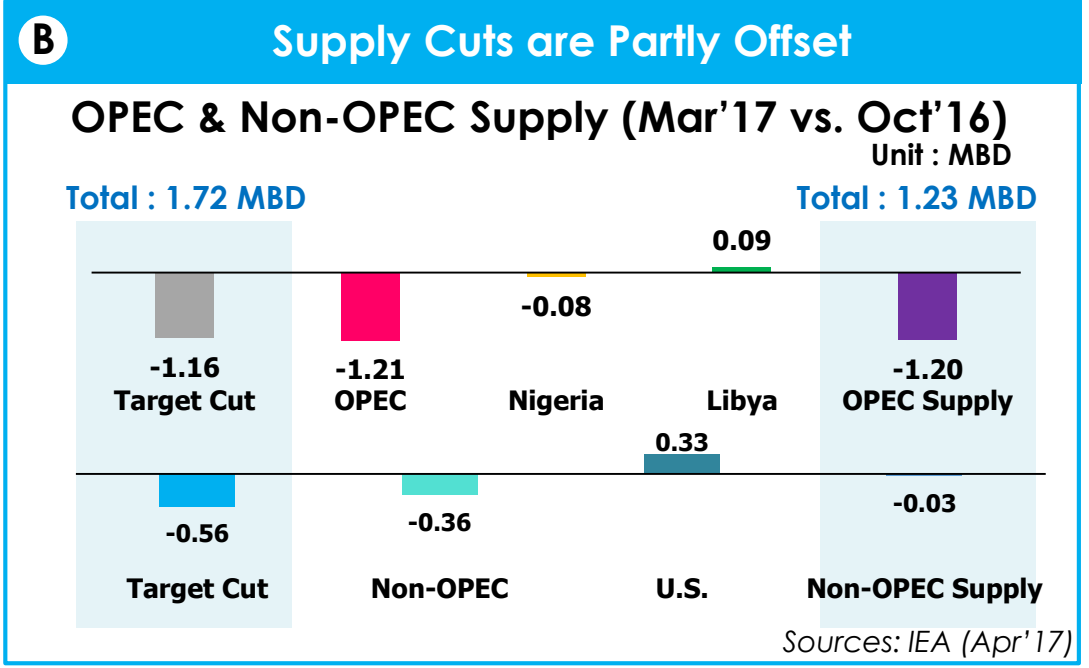 B
Supply Cuts are Partly Offset
OPEC & Non-OPEC Supply (Mar’17 vs. Oct’16)
Unit : MBD
Total : 1.72 MBD
Total : 1.23 MBD
0.09
-0.08
-1.16
-1.21
-1.20
Target Cut
OPEC
Nigeria
Libya
OPEC Supply
0.33
-0.56
-0.36
-0.03
Target Cut
Non-OPEC
U.S.
Non-OPEC Supply
Sources: IEA (Apr’17)